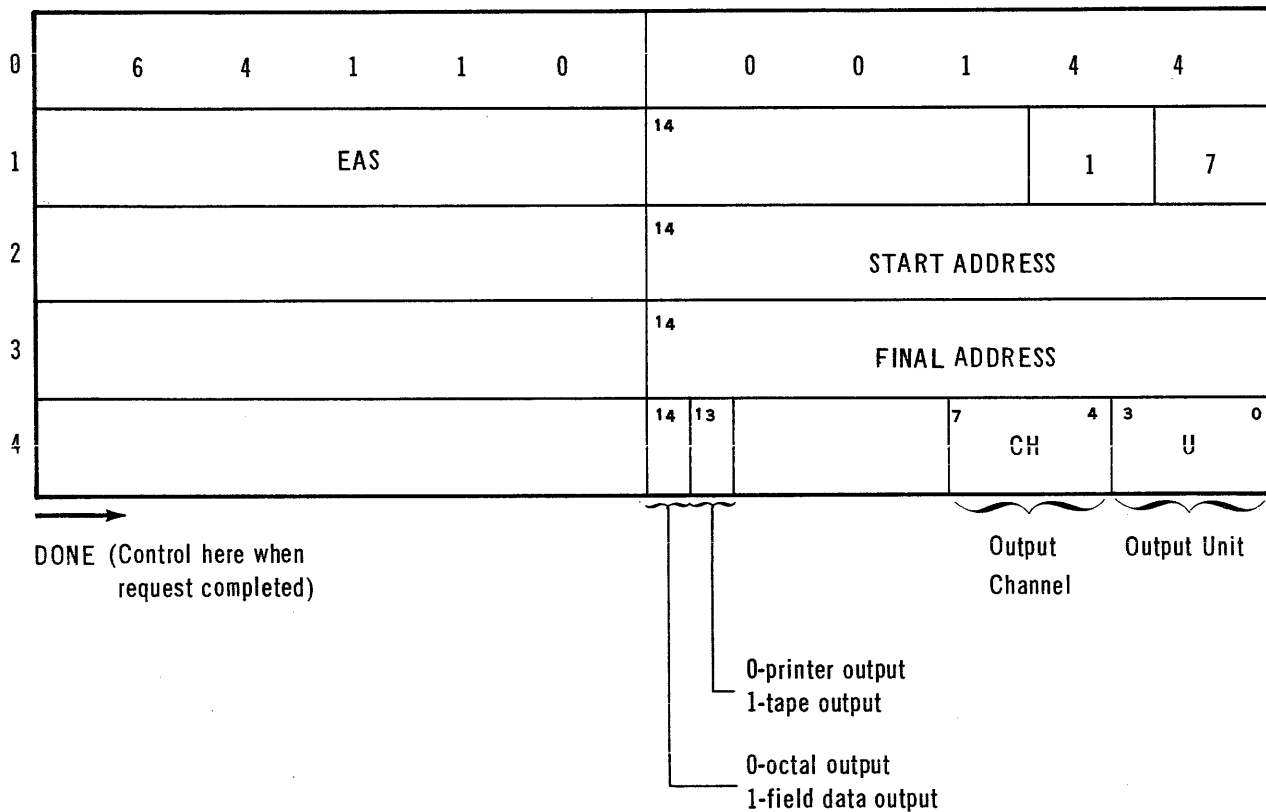 0 6 4 1 1 0 0 0 1 4 4
1 EAS 14 1 7
2 14 START ADDRESS
3 14 FINAL ADDRESS
4 14 13 7 CH 4 3 U 0
DONE (Control here when
request completed)
Output
Channel
Output Unit
0-printer output
1-tape output
0-octal output
1-field data output